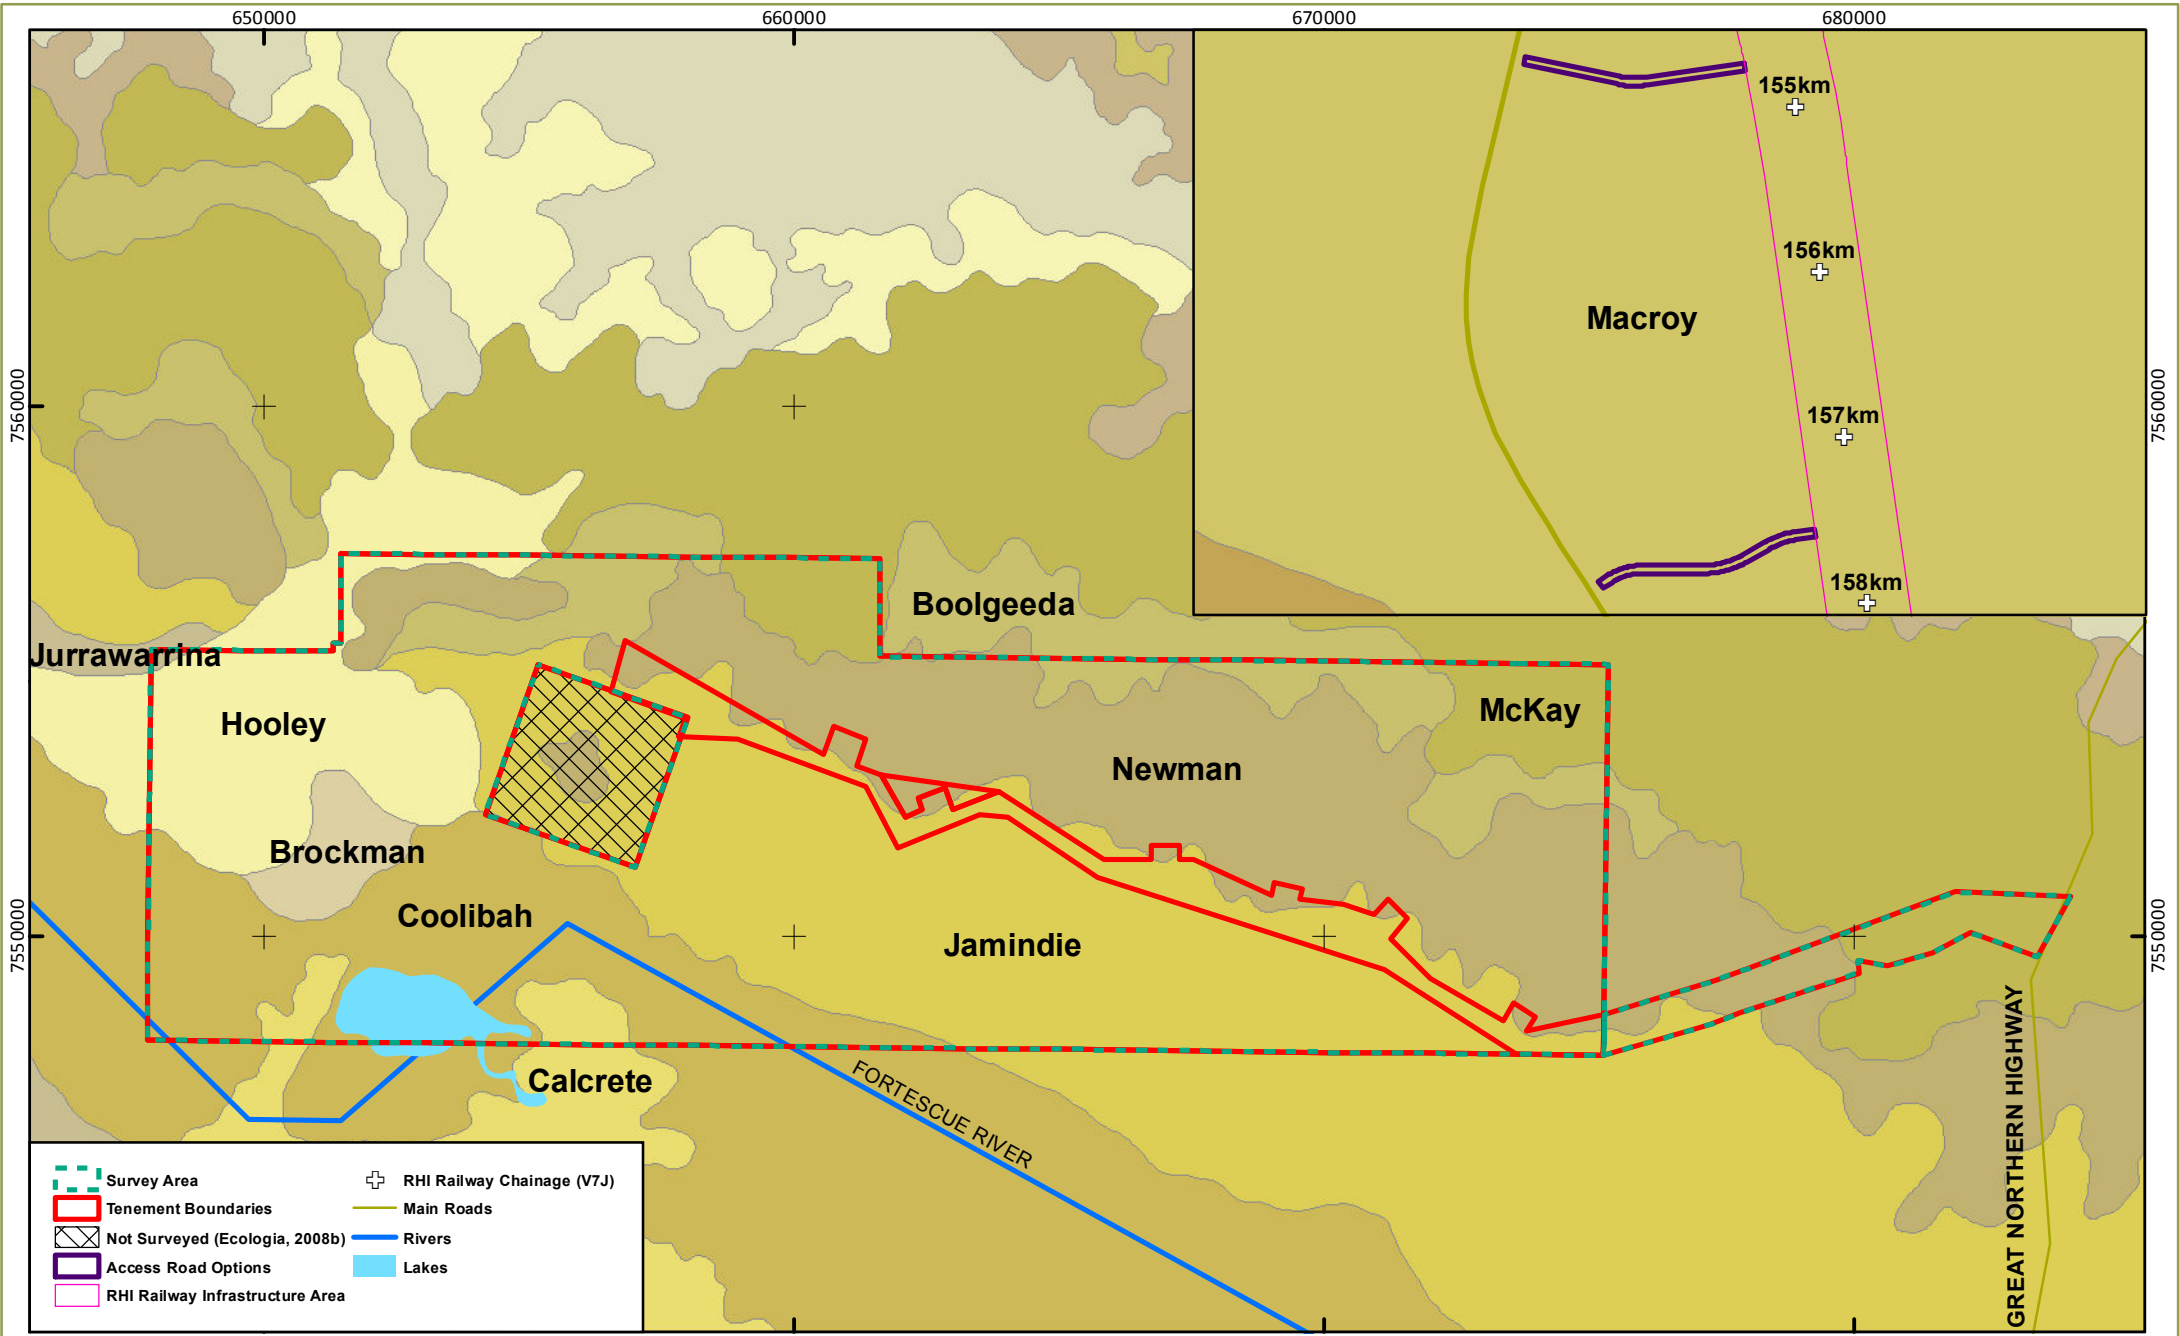 650000
660000
670000
680000
155km
156km
Macroy
7560000
7560000
157km
158km
Boolgeeda
Jurrawarrina
Hooley
McKay
Newman
Brockman
Coolibah
Jamindie
7550000
7550000
Calcrete
FORTESCUE RIVER
GREAT NORTHERN HIGHWAY
Survey Area
Tenement Boundaries
Not Surveyed (Ecologia, 2008b)
Access Road Options
RHI Railway Infrastructure Area
RHI Railway Chainage (V7J)
Main Roads
Rivers
Lakes